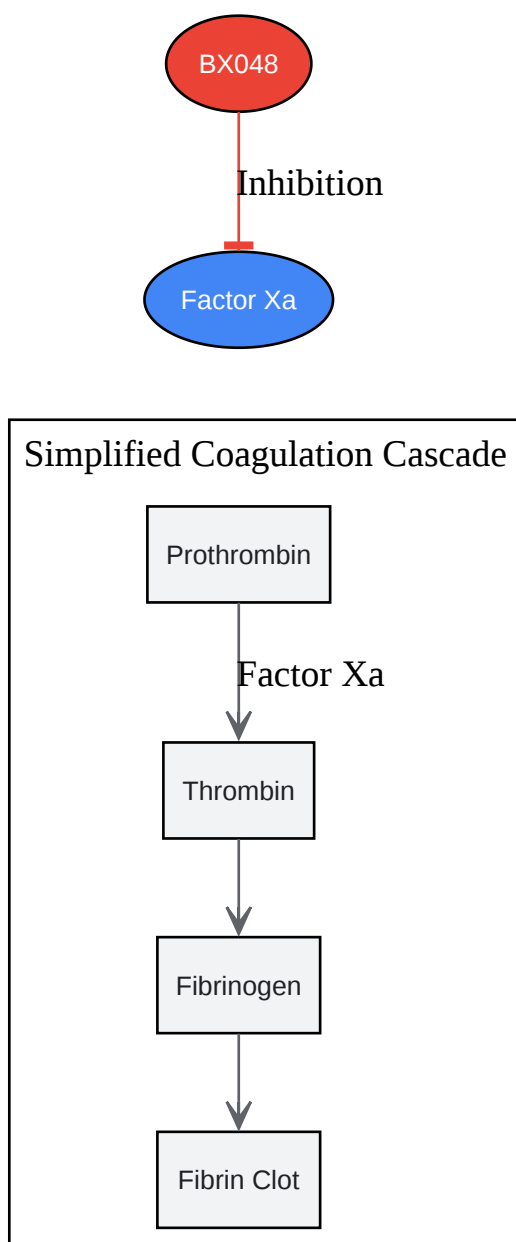 BX048
Inhibition
Factor Xa
Simplified Coagulation Cascade
Prothrombin
Factor Xa
Thrombin
Fibrinogen
Fibrin Clot